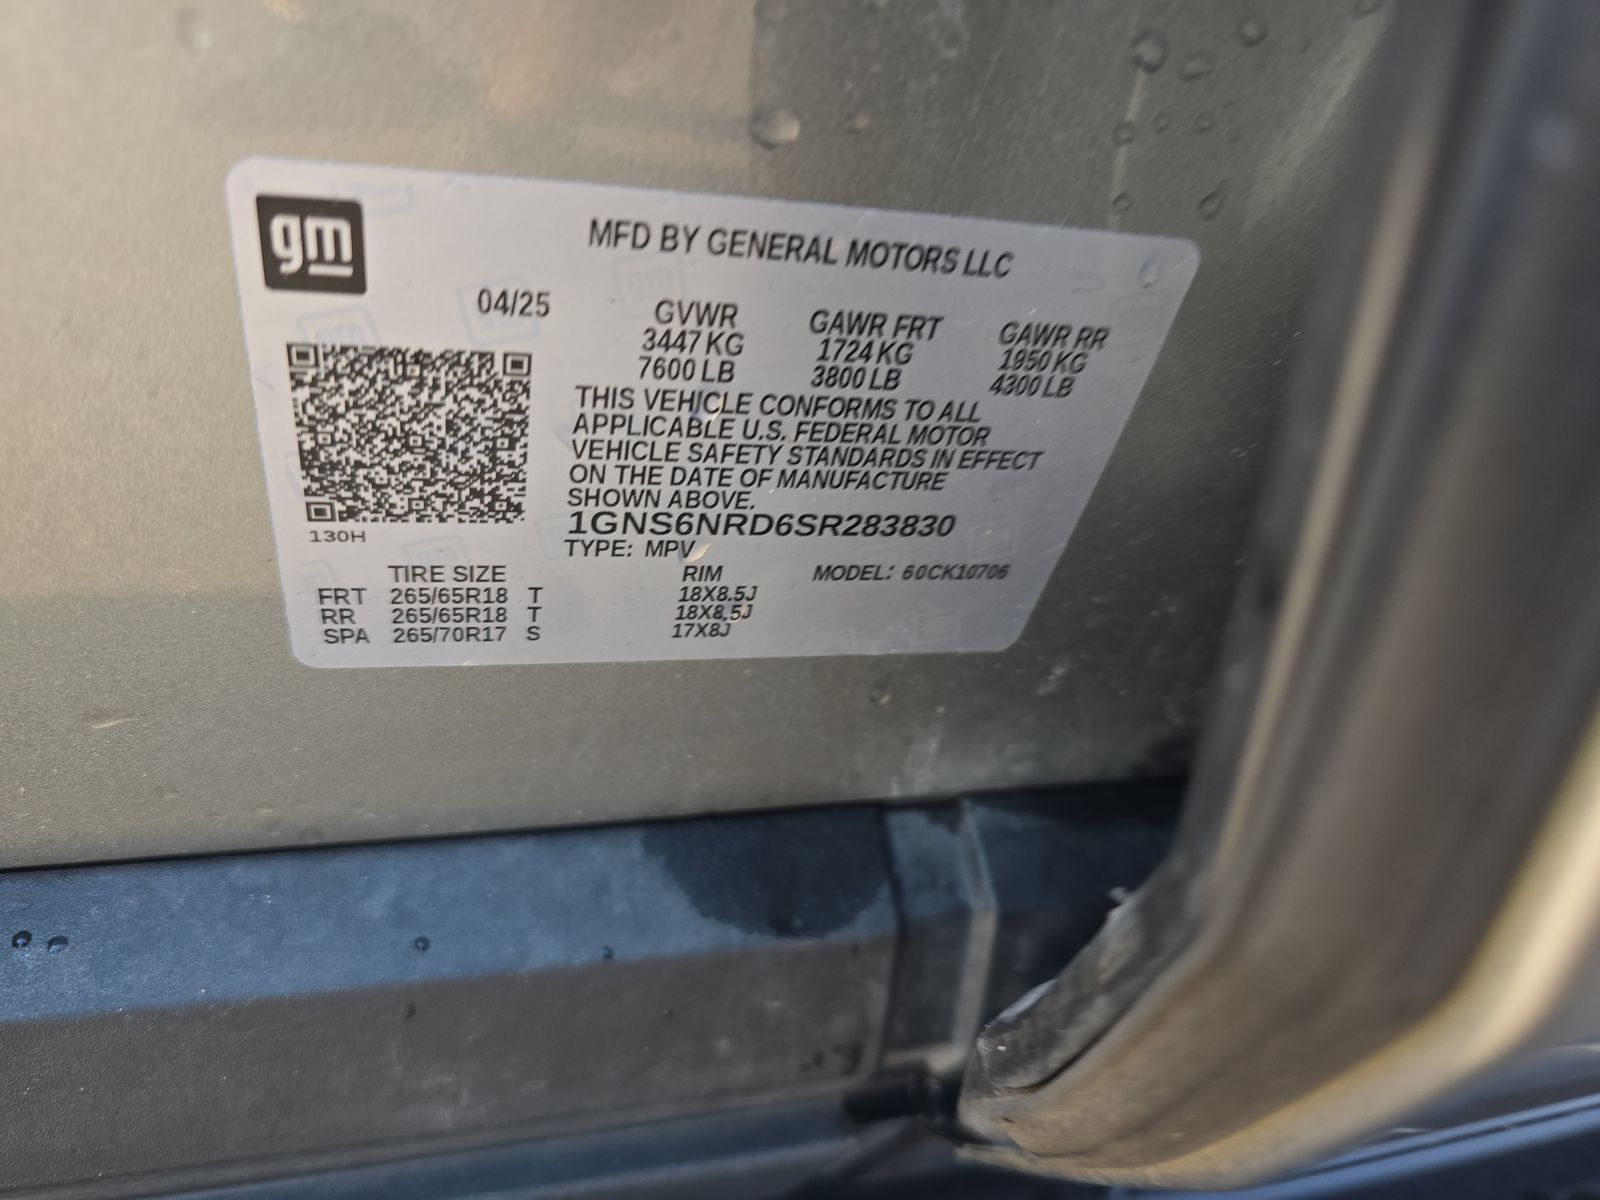 gm
MFD BY GENERAL MOTORS LLC
04/25
GVWR GAWR FRT GAWR RR
3447 KG 1724 KG 1950 KG
7600 LB 3800 LB 4300 LB
THIS VEHICLE CONFORMS TO ALL
APPLICABLE U.S. FEDERAL MOTOR
VEHICLE SAFETY STANDARDS IN EFFECT
ON THE DATE OF MANUFACTURE
SHOWN ABOVE.
1GNS6NRD6SR283830
130H
TYPE: MPV
TIRE SIZE RIM MODEL: 60CK10706
FRT 265/65R18 T 18X8.5J
RR 265/65R18 T 18X8.5J
SPA 265/70R17 S 17X8J